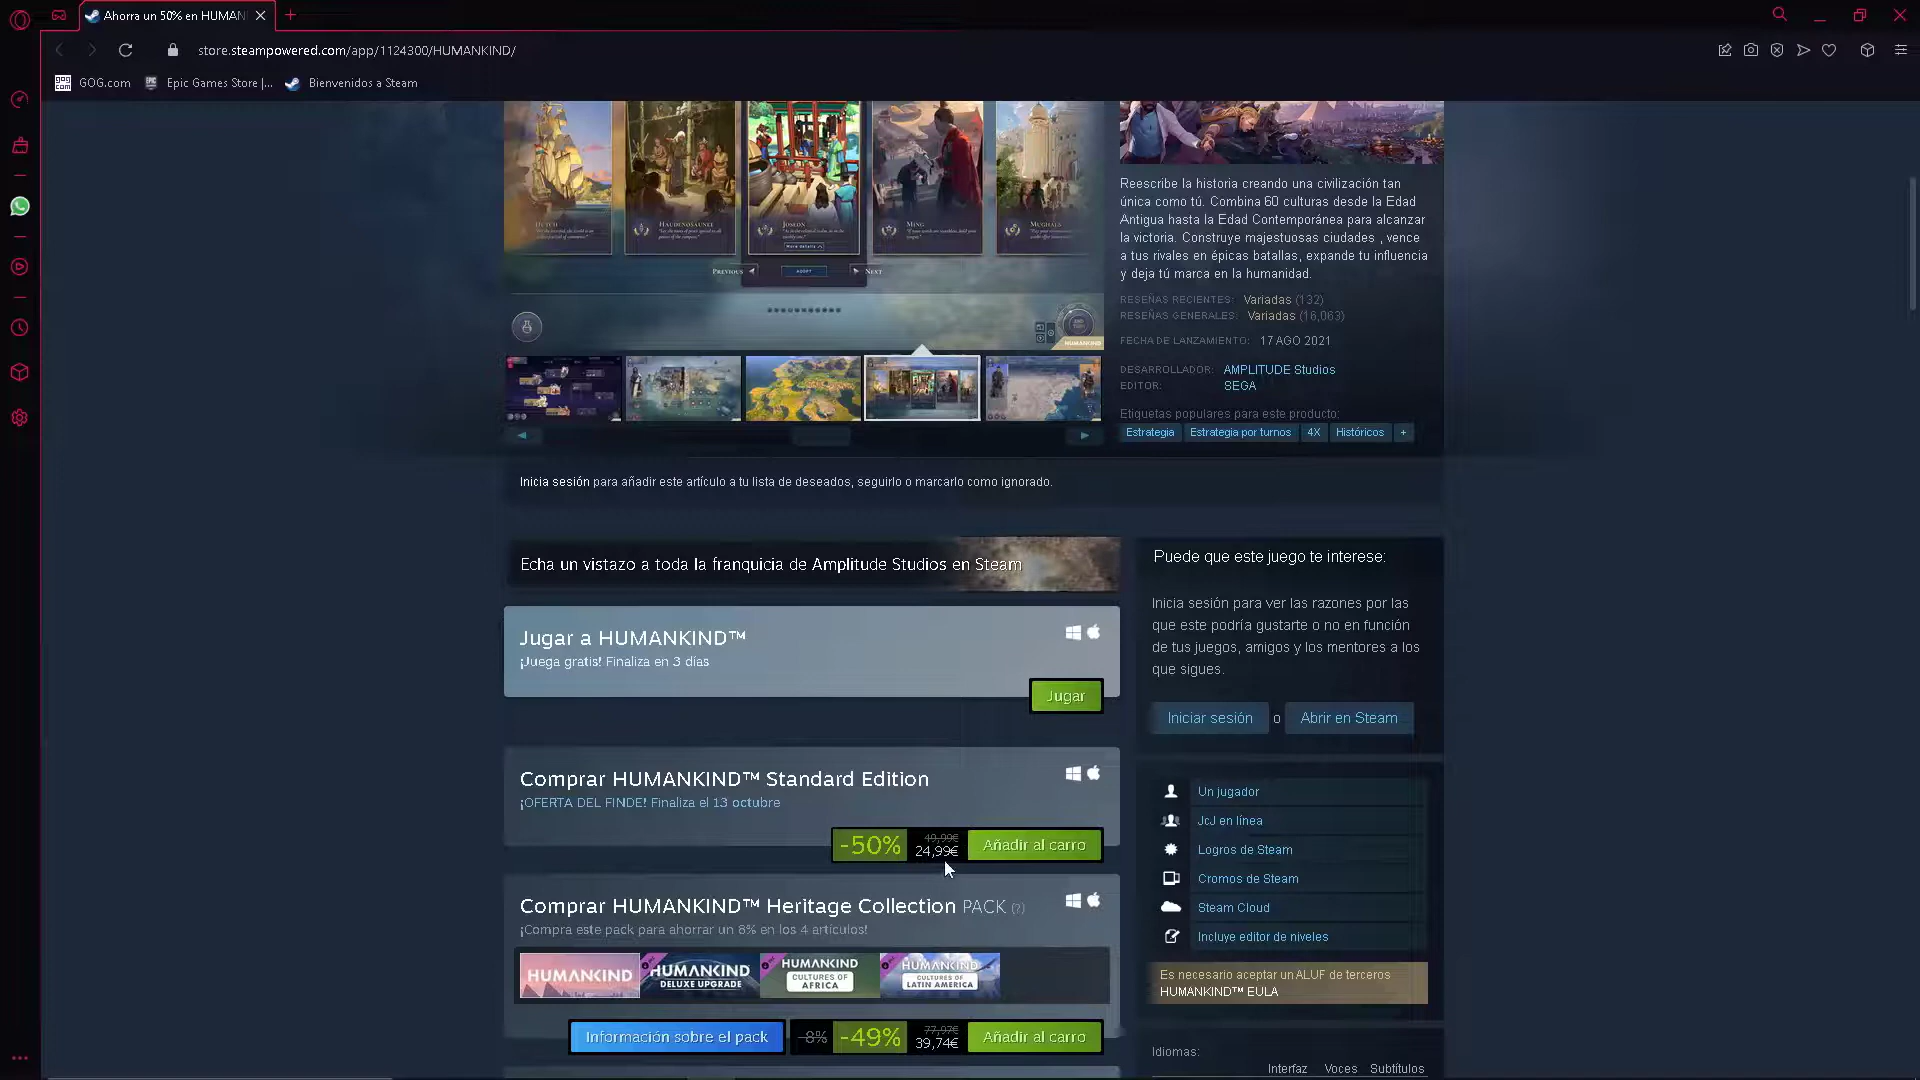 Ahorra un 50% en HUMAN
store.steampowered.com/app/1124300/HUMANKIND/
GOG.com
Epic Games Store |...
Bienvenidos a Steam
DUTCH
HAUDENOSAUNEE
JOSEON
MING
MUGHALS
PREVIOUS
ADOPT
NEXT
HUMANKIND
Reescribe la historia creando una civilización tan
única como tú. Combina 60 culturas desde la Edad
Antigua hasta la Edad Contemporánea para alcanzar
la victoria. Construye majestuosas ciudades , vence
a tus rivales en épicas batallas, expande tu influencia
y deja tú marca en la humanidad.
RESEÑAS RECIENTES: Variadas (132)
RESEÑAS GENERALES: Variadas (16,063)
FECHA DE LANZAMIENTO: 17 AGO 2021
DESARROLLADOR: AMPLITUDE Studios
EDITOR: SEGA
Etiquetas populares para este producto:
Estrategia Estrategia por turnos 4X Históricos +
Inicia sesión para añadir este artículo a tu lista de deseados, seguirlo o marcarlo como ignorado.
Echa un vistazo a toda la franquicia de Amplitude Studios en Steam
Jugar a HUMANKIND™
¡Juega gratis! Finaliza en 3 días
Jugar
Comprar HUMANKIND™ Standard Edition
¡OFERTA DEL FINDE! Finaliza el 13 octubre
-50%
49,99€
24,99€
Añadir al carro
Comprar HUMANKIND™ Heritage Collection PACK (?)
¡Compra este pack para ahorrar un 8% en los 4 artículos!
HUMANKIND
HUMANKIND
DELUXE UPGRADE
HUMANKIND
CULTURES OF
AFRICA
HUMANKIND
CULTURES OF
LATIN AMERICA
Información sobre el pack
-8%
-49%
77,97€
39,74€
Añadir al carro
Puede que este juego te interese:
Inicia sesión para ver las razones por las
que este podría gustarte o no en función
de tus juegos, amigos y los mentores a los
que sigues.
Iniciar sesión o Abrir en Steam
Un jugador
JcJ en línea
Logros de Steam
Cromos de Steam
Steam Cloud
Incluye editor de niveles
Es necesario aceptar un ALUF de terceros
HUMANKIND™ EULA
Idiomas:
Interfaz Voces Subtítulos